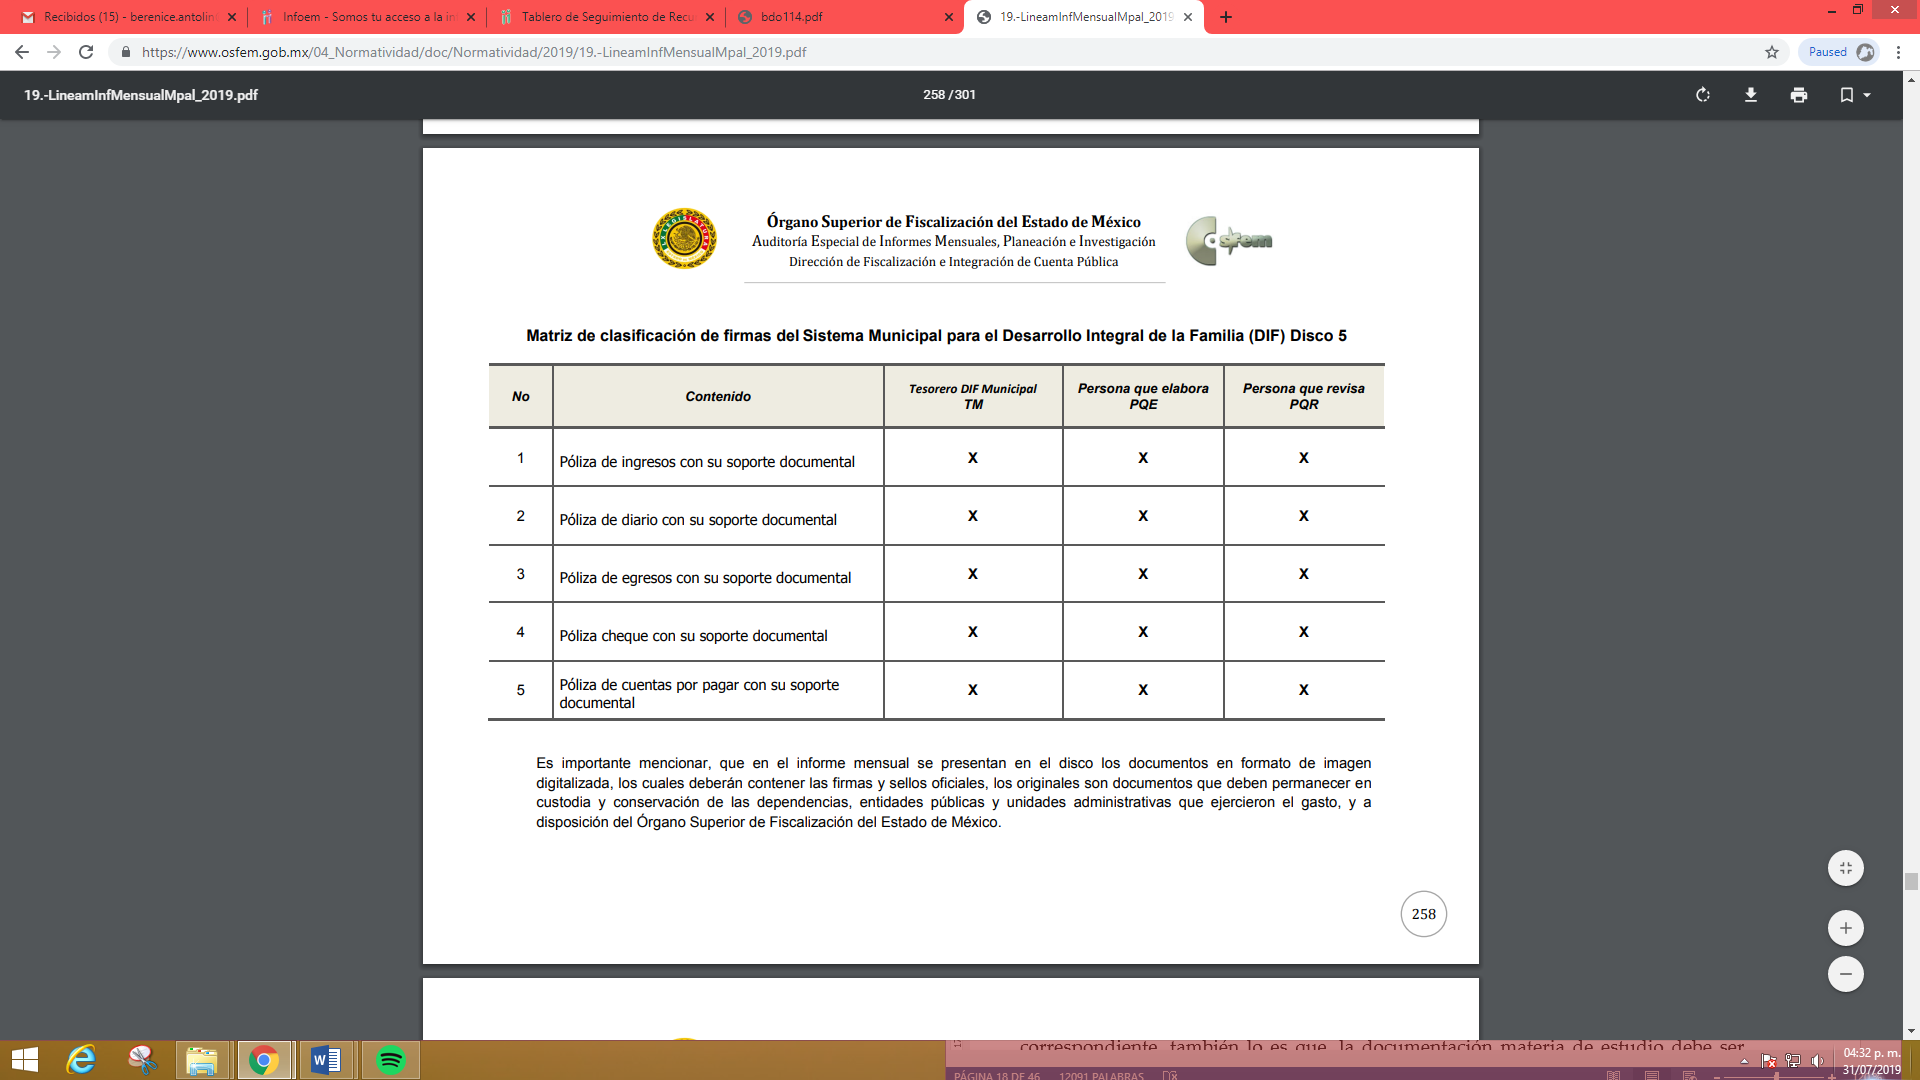 Recibidos (15) - berenice.antolin
Infoem - Somos tu acceso a la in
Tablero de Seguimiento de Recu
bdo114.pdf
19.-LineamInfMensualMpal_2019
https://www.osfem.gob.mx/04_Normatividad/doc/Normatividad/2019/19.-LineamInfMensualMpal_2019.pdf
Paused
19.-LineamInfMensualMpal_2019.pdf
258 / 301
Órgano Superior de Fiscalización del Estado de México
Auditoría Especial de Informes Mensuales, Planeación e Investigación
Dirección de Fiscalización e Integración de Cuenta Pública
osfem
Matriz de clasificación de firmas del Sistema Municipal para el Desarrollo Integral de la Familia (DIF) Disco 5
No
Contenido
Tesorero DIF Municipal
TM
Persona que elabora
PQE
Persona que revisa
PQR
1 Póliza de ingresos con su soporte documental X X X
2 Póliza de diario con su soporte documental X X X
3 Póliza de egresos con su soporte documental X X X
4 Póliza cheque con su soporte documental X X X
5 Póliza de cuentas por pagar con su soporte
documental X X X
Es importante mencionar, que en el informe mensual se presentan en el disco los documentos en formato de imagen
digitalizada, los cuales deberán contener las firmas y sellos oficiales, los originales son documentos que deben permanecer en
custodia y conservación de las dependencias, entidades públicas y unidades administrativas que ejercieron el gasto, y a
disposición del Órgano Superior de Fiscalización del Estado de México.
258
correspondiente, también lo es que, la documentación materia de estudio debe ser
PÁGINA 18 DE 46 12091 PALABRAS
04:32 p. m.
31/07/2019